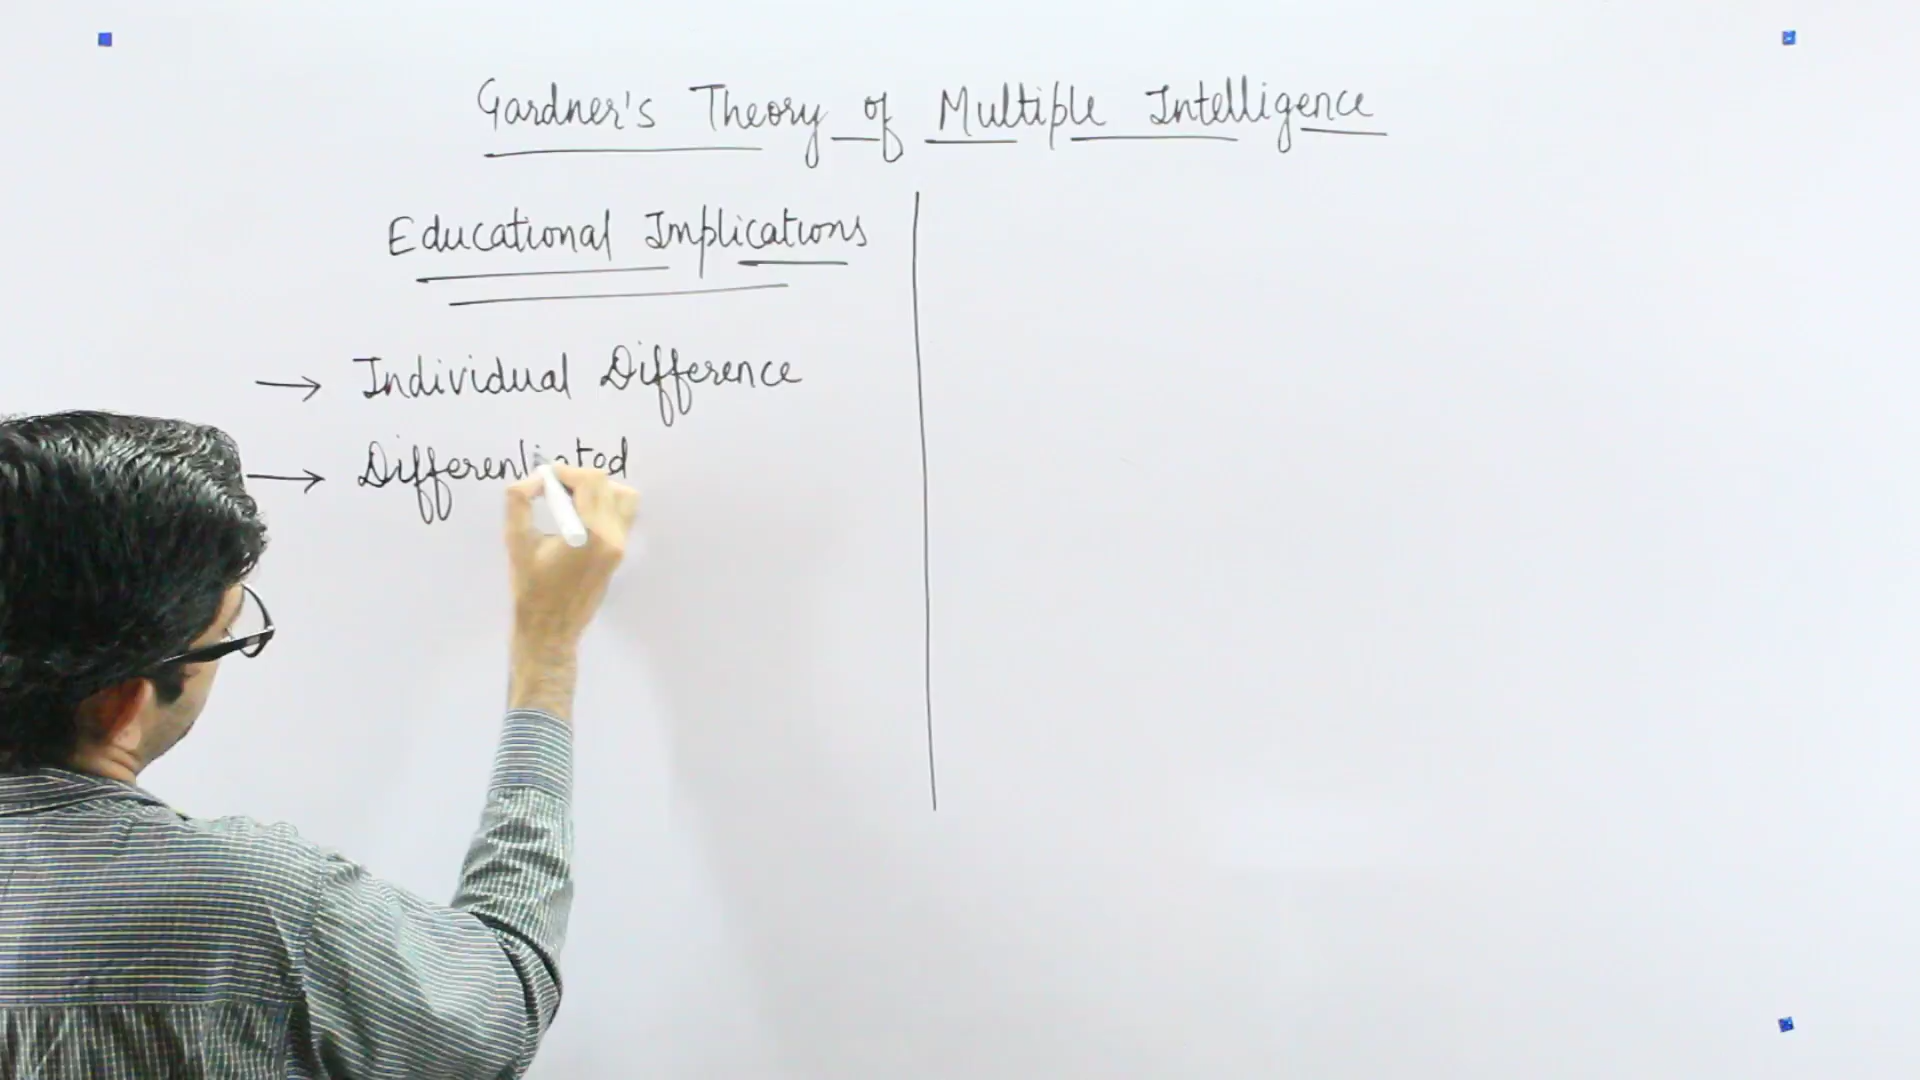 Gardner's Theory of Multiple Intelligence
Educational Implications
→ Individual Difference
→ Differentiated